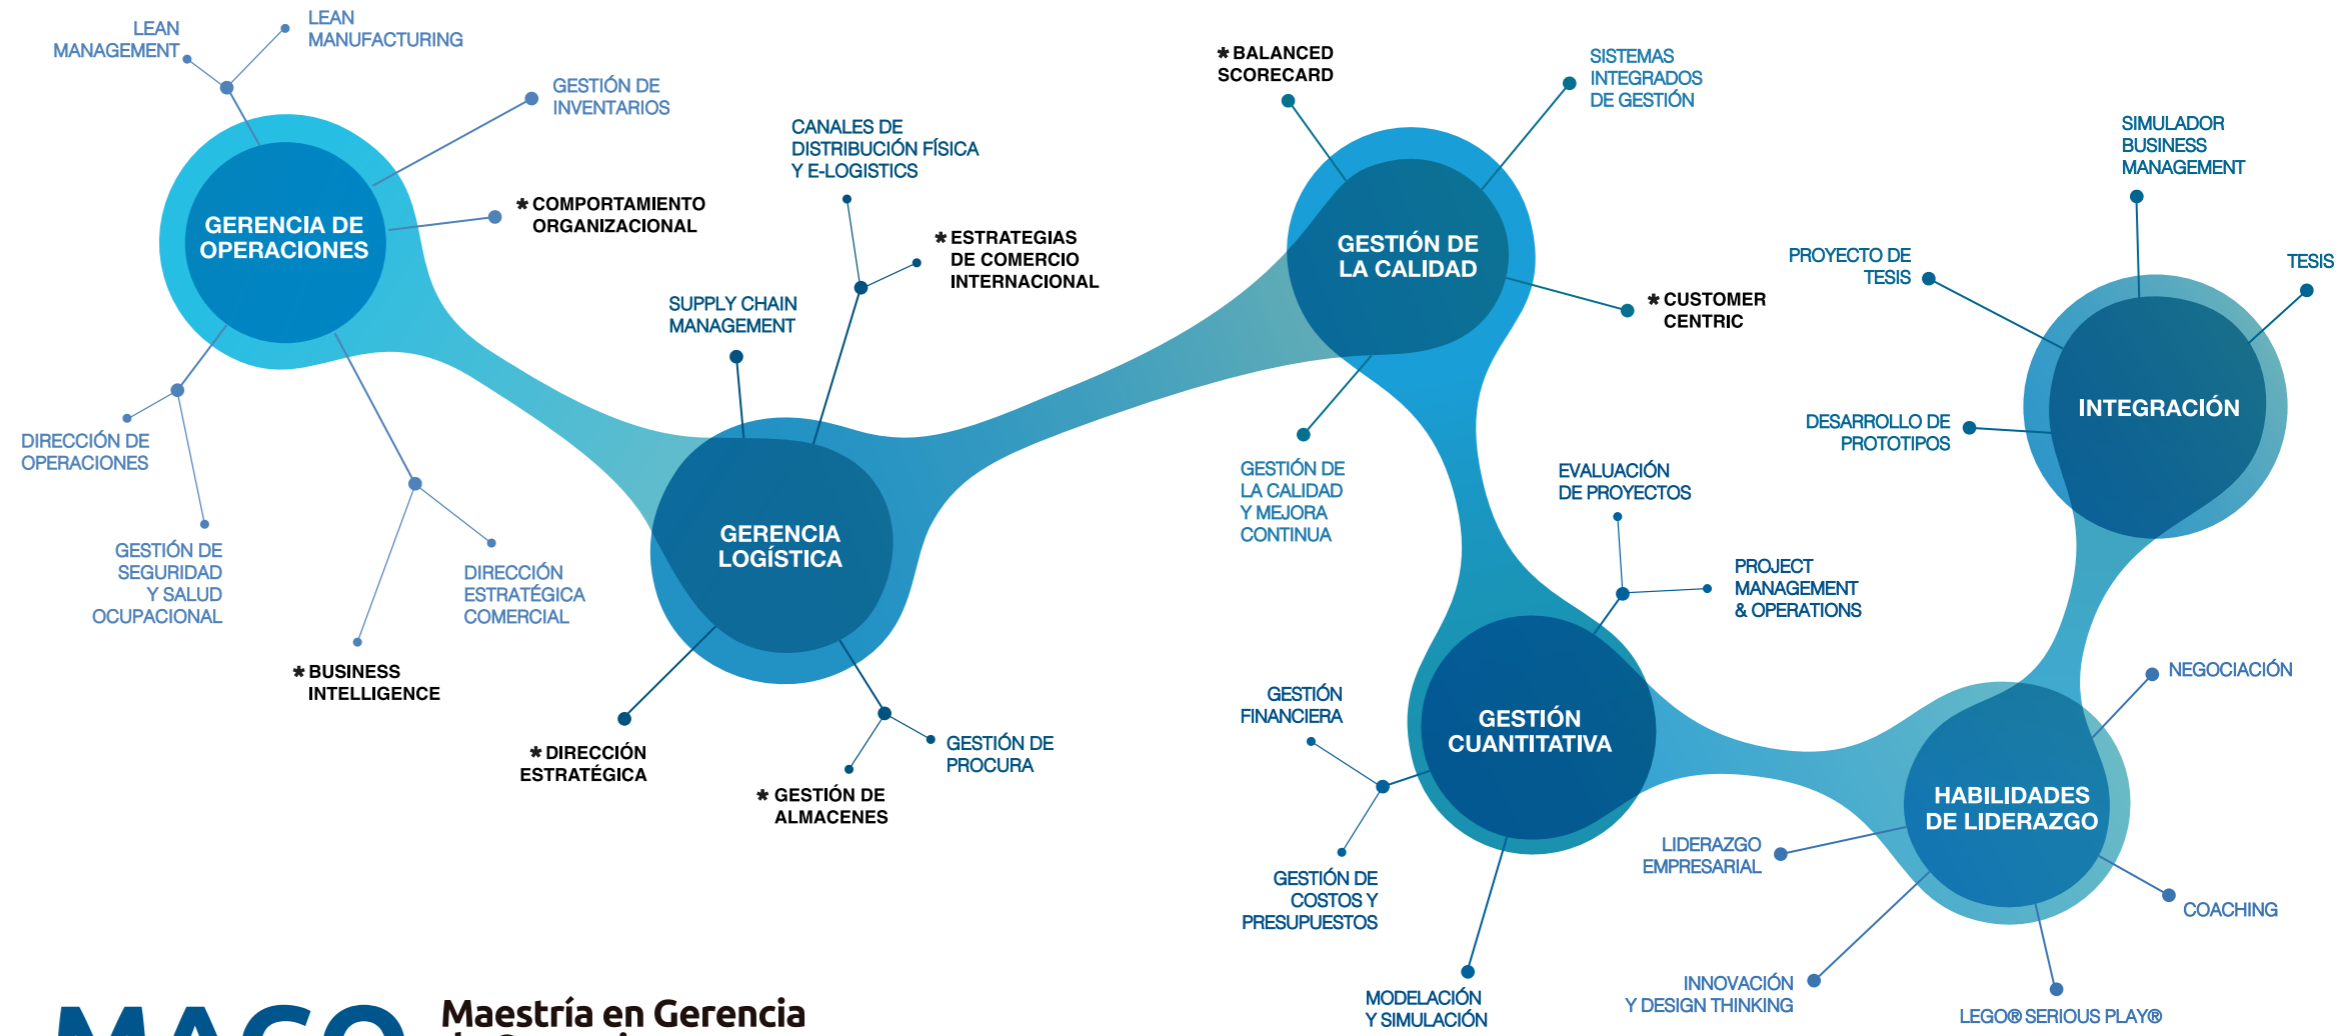 LEAN
MANAGEMENT
LEAN
MANUFACTURING
GESTIÓN DE
INVENTARIOS
* COMPORTAMIENTO
ORGANIZACIONAL
GERENCIA DE
OPERACIONES
DIRECCIÓN DE
OPERACIONES
GESTIÓN DE
SEGURIDAD
Y SALUD
OCUPACIONAL
* BUSINESS
INTELLIGENCE
DIRECCIÓN
ESTRATÉGICA
COMERCIAL
CANALES DE
DISTRIBUCIÓN FÍSICA
Y E-LOGISTICS
* ESTRATEGIAS
DE COMERCIO
INTERNACIONAL
SUPPLY CHAIN
MANAGEMENT
GERENCIA
LOGÍSTICA
* DIRECCIÓN
ESTRATÉGICA
* GESTIÓN DE
ALMACENES
GESTIÓN DE
PROCURA
* BALANCED
SCORECARD
SISTEMAS
INTEGRADOS
DE GESTIÓN
GESTIÓN DE
LA CALIDAD
* CUSTOMER
CENTRIC
GESTIÓN DE
LA CALIDAD
Y MEJORA
CONTINUA
EVALUACIÓN
DE PROYECTOS
PROJECT
MANAGEMENT
& OPERATIONS
GESTIÓN
FINANCIERA
GESTIÓN
CUANTITATIVA
GESTIÓN DE
COSTOS Y
PRESUPUESTOS
MODELACIÓN
Y SIMULACIÓN
SIMULADOR
BUSINESS
MANAGEMENT
PROYECTO DE
TESIS
TESIS
INTEGRACIÓN
DESARROLLO DE
PROTOTIPOS
NEGOCIACIÓN
HABILIDADES
DE LIDERAZGO
LIDERAZGO
EMPRESARIAL
COACHING
INNOVACIÓN
Y DESIGN THINKING
LEGO® SERIOUS PLAY®
MAGO
Maestría en Gerencia